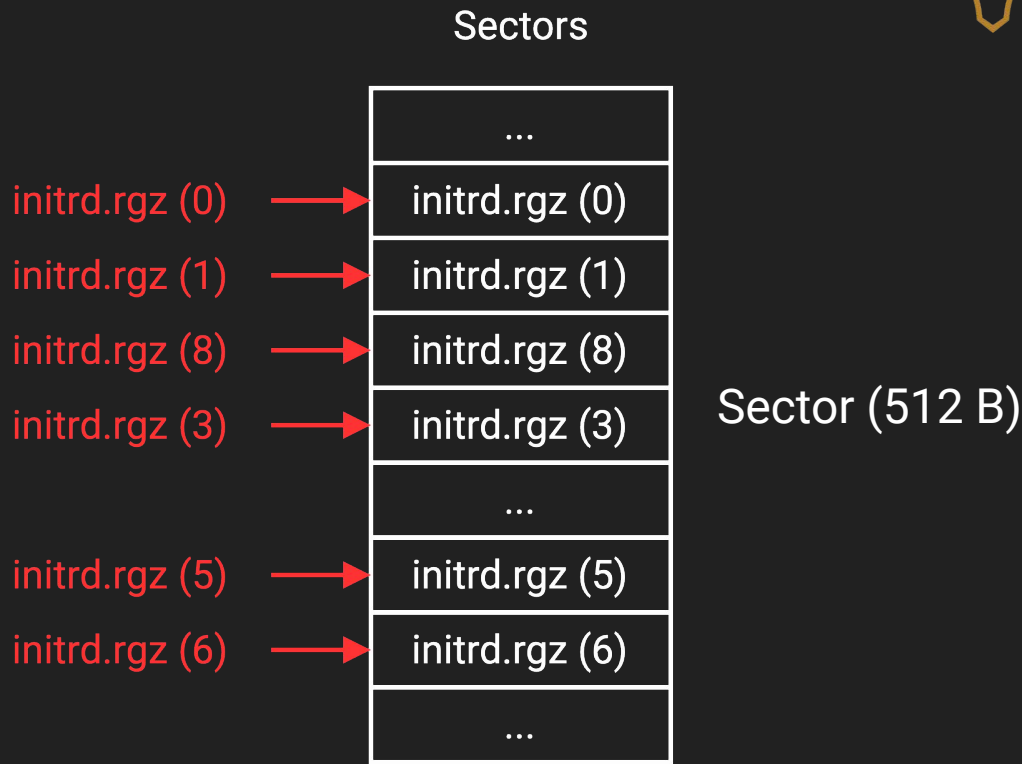 Sectors
...
initrd.rgz (0) initrd.rgz (0)
initrd.rgz (1) initrd.rgz (1)
initrd.rgz (8) initrd.rgz (8)
initrd.rgz (3) initrd.rgz (3)
Sector (512 B)
...
initrd.rgz (5) initrd.rgz (5)
initrd.rgz (6) initrd.rgz (6)
...